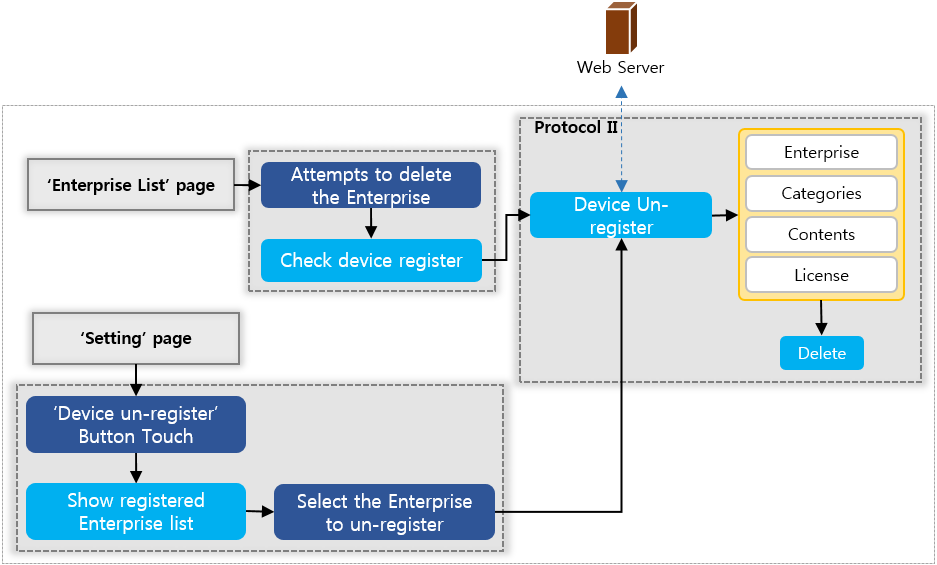 Web Server
Protocol II
'Enterprise List' page
Attempts to delete
the Enterprise
Check device register
Device Un-
register
Enterprise
Categories
Contents
License
Delete
‘Setting’ page
‘Device un-register’
Button Touch
Show registered
Enterprise list
Select the Enterprise
to un-register